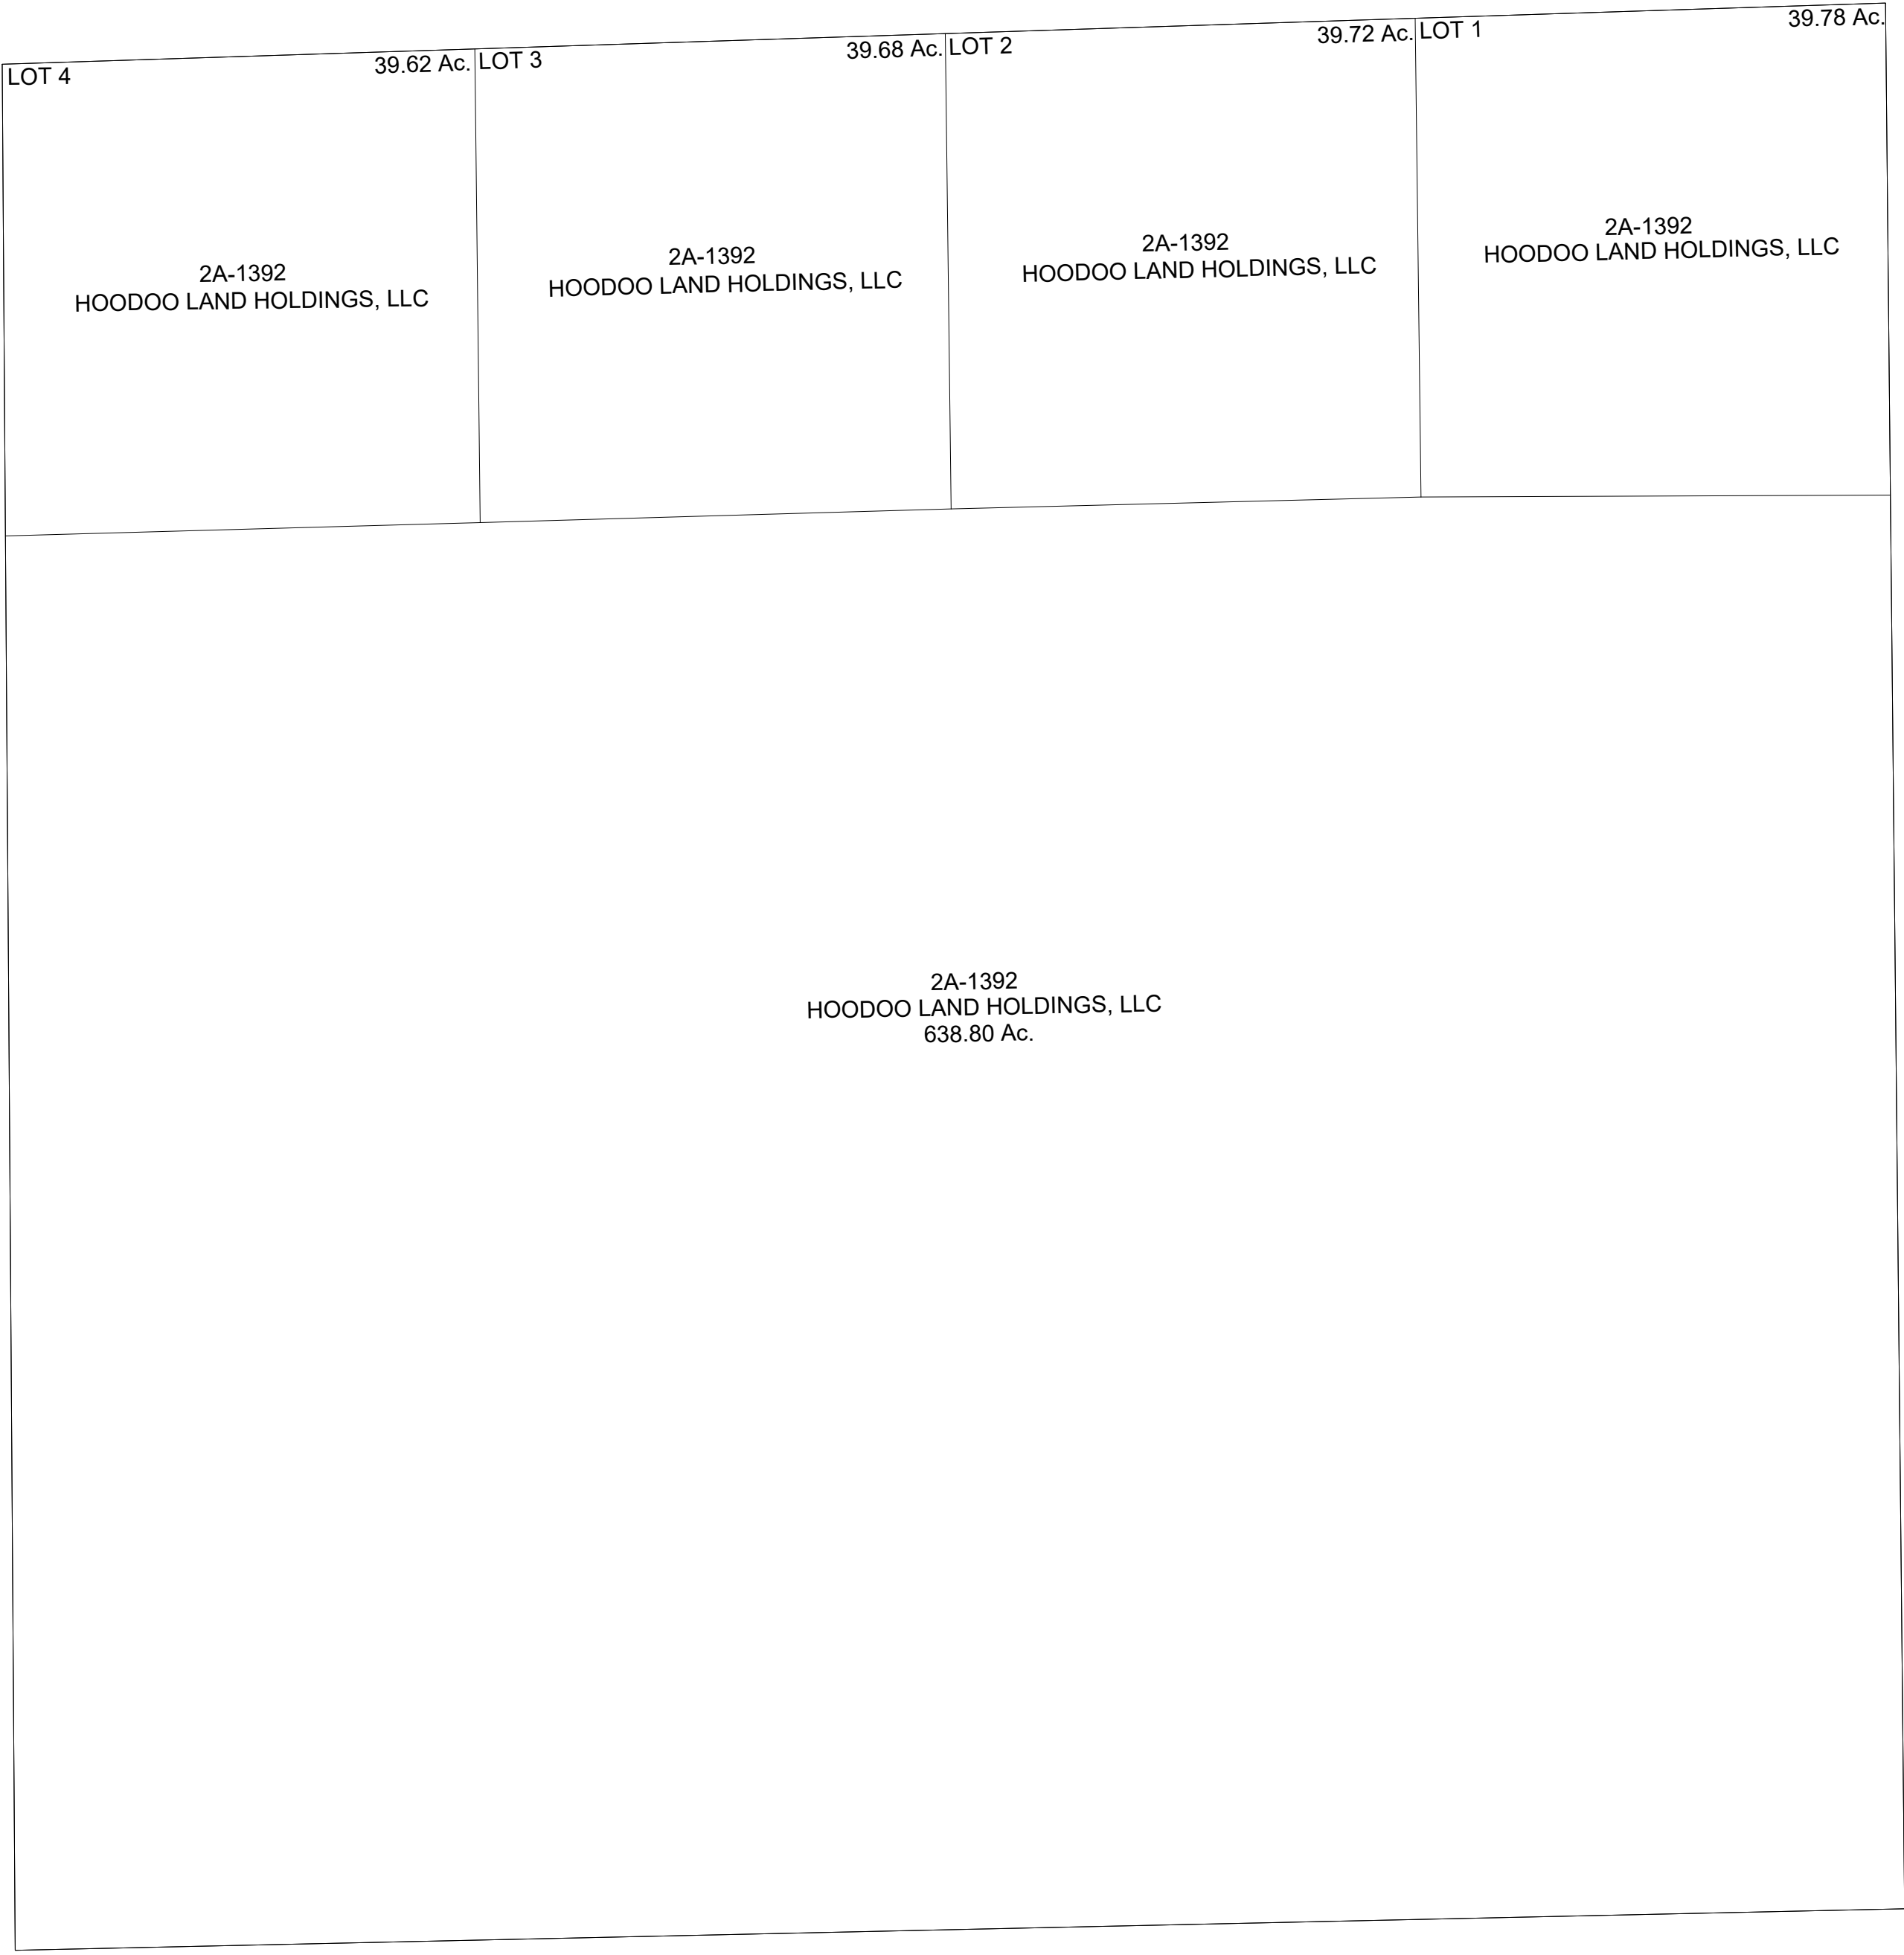 LOT 4
39.62 Ac.
2A-1392
HOODOO LAND HOLDINGS, LLC
LOT 3
39.68 Ac.
2A-1392
HOODOO LAND HOLDINGS, LLC
LOT 2
39.72 Ac.
2A-1392
HOODOO LAND HOLDINGS, LLC
LOT 1
39.78 Ac.
2A-1392
HOODOO LAND HOLDINGS, LLC
2A-1392
HOODOO LAND HOLDINGS, LLC
638.80 Ac.